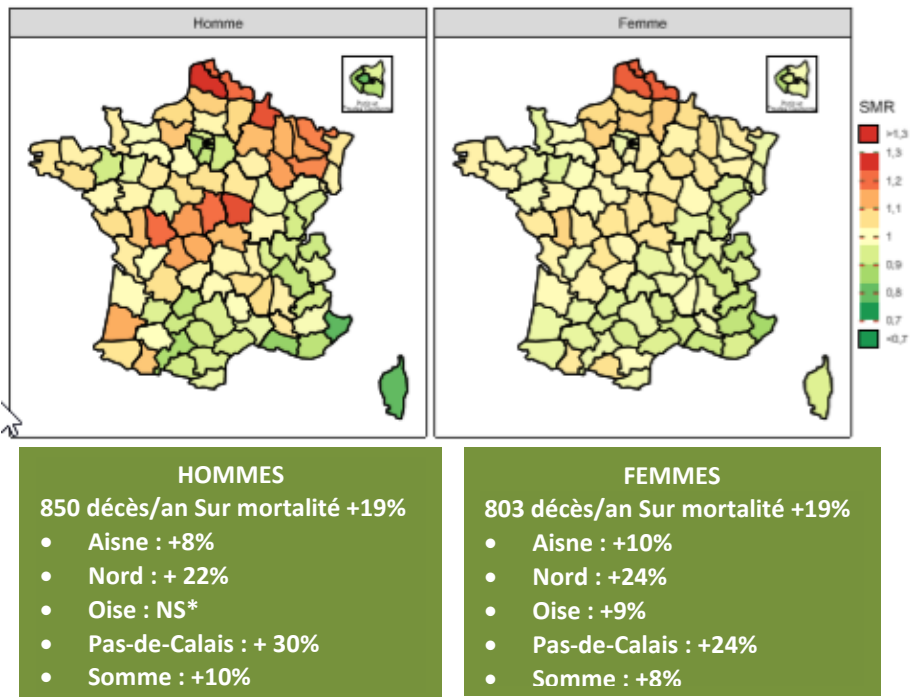 Homme
Femme
SMR
>1,3
1,3
1,2
1,1
1
0,9
0,8
0,7
<0,7
HOMMES
850 décès/an Sur mortalité +19%
• Aisne : +8%
• Nord : + 22%
• Oise : NS*
• Pas-de-Calais : + 30%
• Somme : +10%
FEMMES
803 décès/an Sur mortalité +19%
• Aisne : +10%
• Nord : +24%
• Oise : +9%
• Pas-de-Calais : +24%
• Somme : +8%